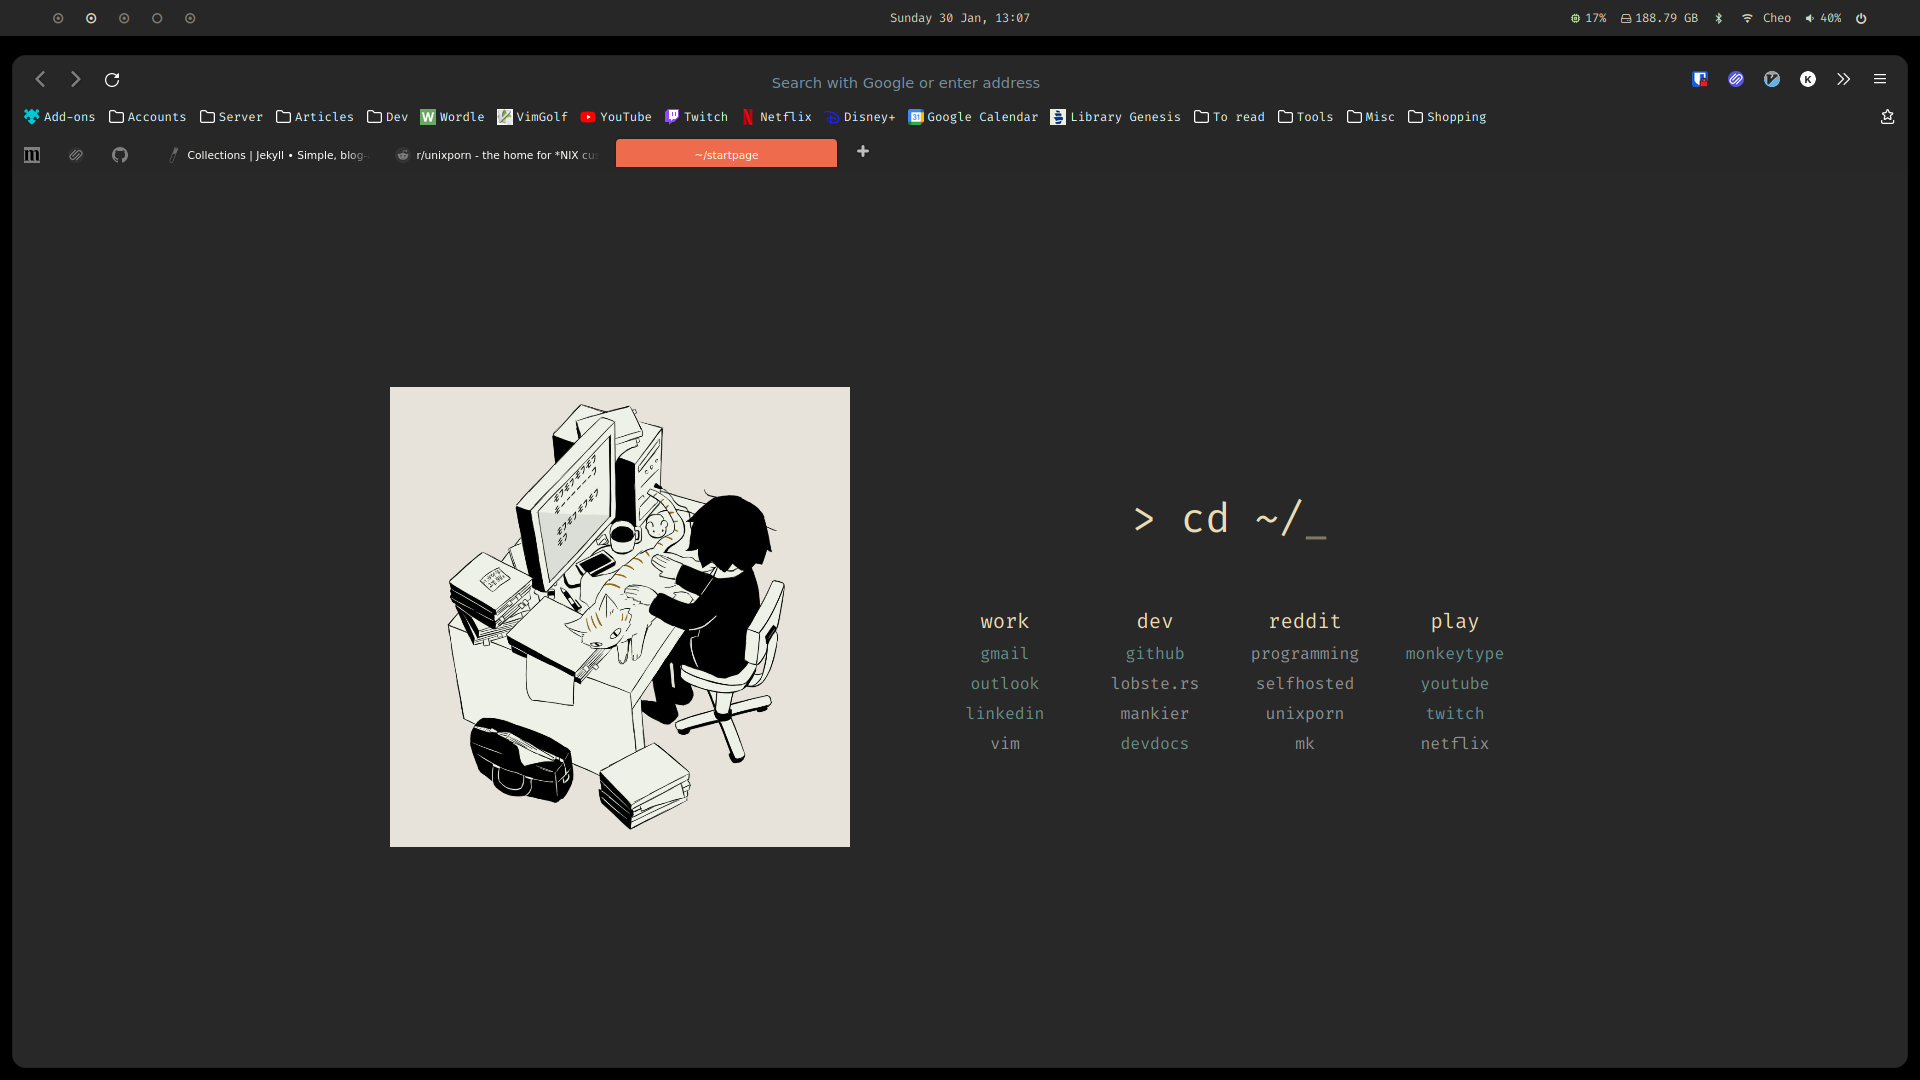 Sunday 30 Jan, 13:07
17% 188.79 GB Cheo 40%
Search with Google or enter address
K
Add-ons Accounts Server Articles Dev W Wordle VimGolf YouTube Twitch Netflix Disney+ 31 Google Calendar Library Genesis To read Tools Misc Shopping
m Collections | Jekyll • Simple, blog- r/unixporn - the home for *NIX cus ~/startpage +
> cd ~/_
work dev reddit play
gmail github programming monkeytype
outlook lobste.rs selfhosted youtube
linkedin mankier unixporn twitch
vim devdocs mk netflix